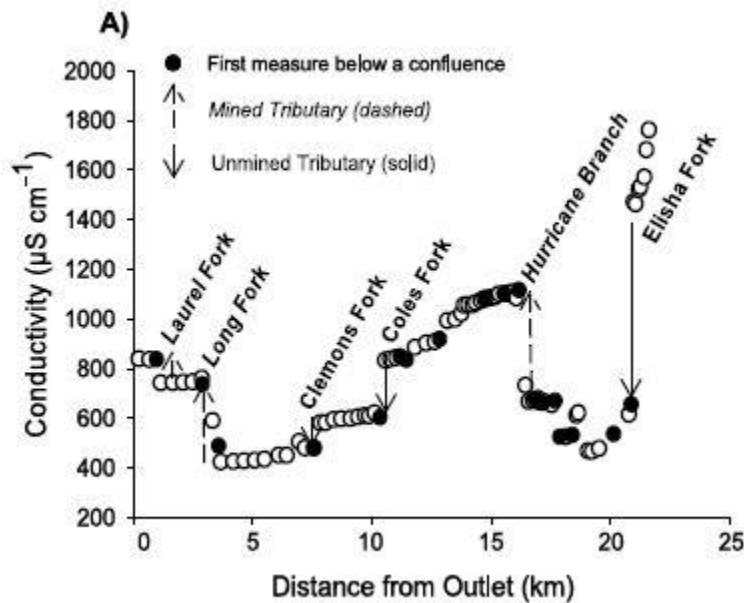 A)
First measure below a confluence
Mined Tributary (dashed)
Unmined Tributary (solid)
Conductivity (µS cm⁻¹)
2000
1800
1600
1400
1200
1000
800
600
400
200
Laurel Fork
Long Fork
Clemons Fork
Coles Fork
Hurricane Branch
Elisha Fork
0 5 10 15 20 25
Distance from Outlet (km)